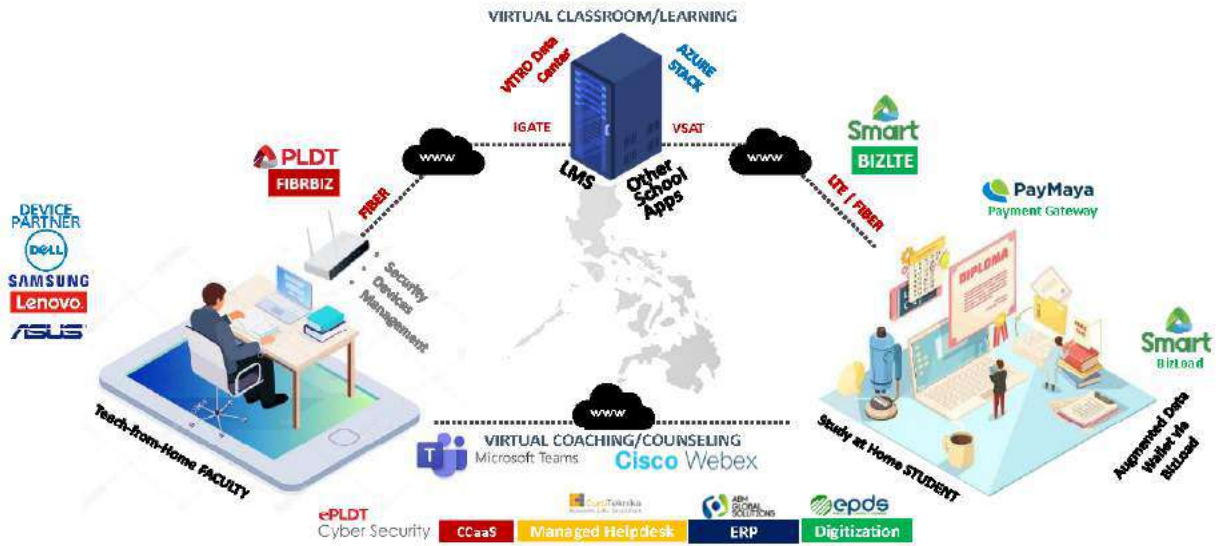 VIRTUAL CLASSROOM/LEARNING
VITRO Data
Center
AZURE
STACK
IGATE
VSAT
www
www
LMS
Other
School
Apps
PLDT
FIBRBIZ
FIBER
Smart
BIZLTE
LTE / FIBER
PayMaya
Payment Gateway
DEVICE
PARTNER
DELL
SAMSUNG
Lenovo.
ASUS
Security
Devices
Management
DIPLOMA
Smart
BizLoad
Teach-from-Home FACULTY
www
VIRTUAL COACHING/COUNSELING
T
Microsoft Teams
Cisco Webex
Study at Home STUDENT
Augmented Data
Wallet via
BizLoad
ePLDT
Cyber Security
CCaaS
Managed Helpdesk
ABM
GLOBAL
SOLUTIONS
ERP
epds
Digitization